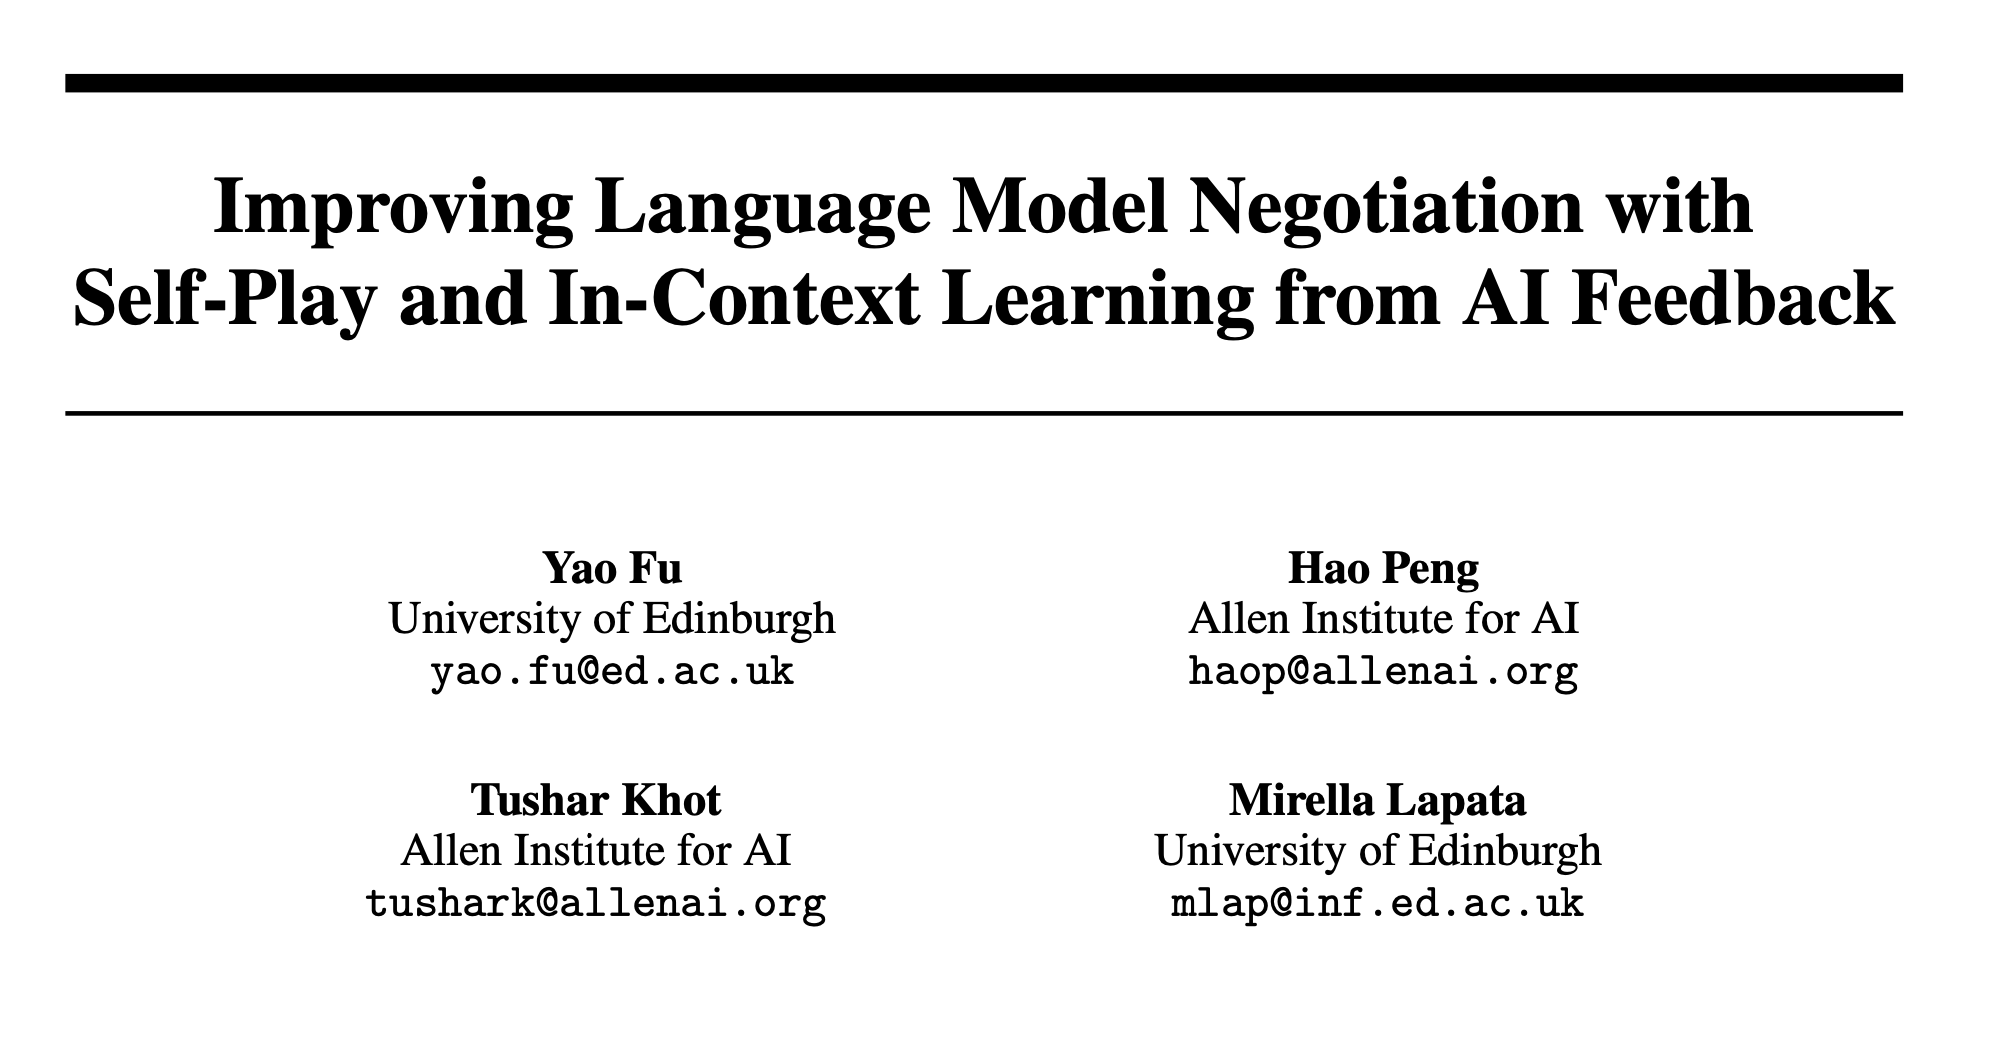 Improving Language Model Negotiation with
Self-Play and In-Context Learning from AI Feedback
Yao Fu
University of Edinburgh
yao.fu@ed.ac.uk
Hao Peng
Allen Institute for AI
haop@allenai.org
Tushar Khot
Allen Institute for AI
tushark@allenai.org
Mirella Lapata
University of Edinburgh
mlap@inf.ed.ac.uk